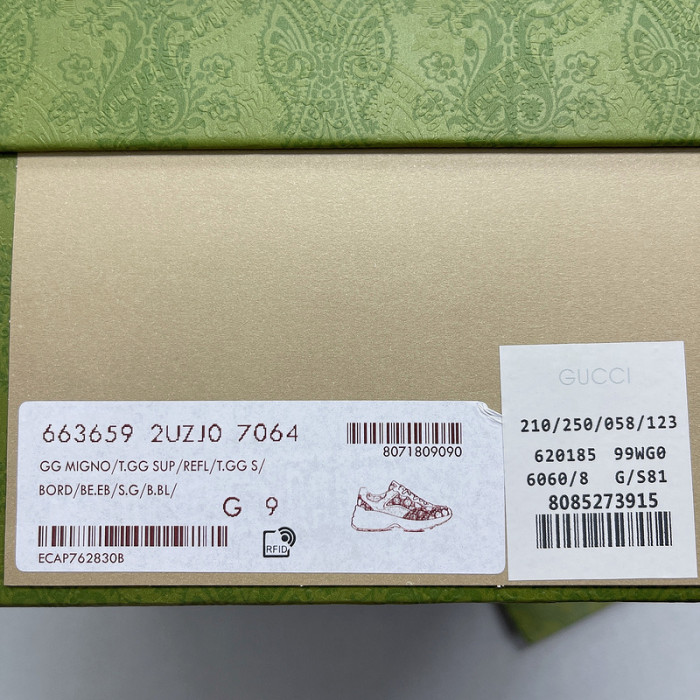 663659 2UZJ0 7064
8071809090
GG MIGNO/T.GG SUP/REFL/T.GG S/
BORD/BE.EB/S.G/B.BL/
G 9
RFID
ECAP762830B
GUCCI
210/250/058/123
620185 99WG0
6060/8 G/S81
8085273915